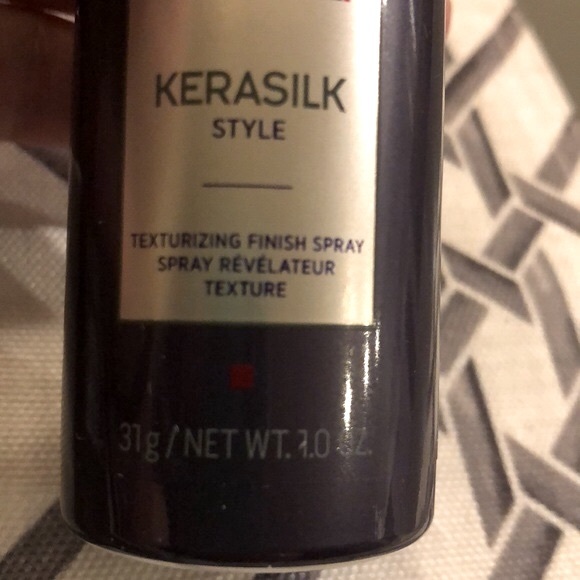 KERASILK
STYLE
TEXTURIZING FINISH SPRAY
SPRAY RÉVÉLATEUR
TEXTURE
31g / NET WT. 1.0 OZ.